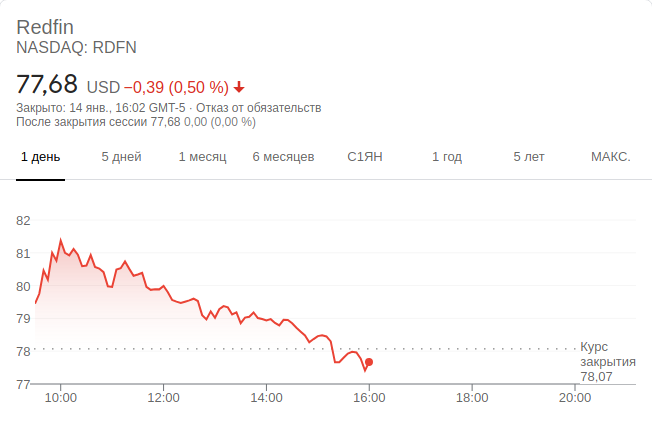 Redfin
NASDAQ: RDFN
77,68 USD −0,39 (0,50 %)
Закрыто: 14 янв., 16:02 GMT-5 · Отказ от обязательств
После закрытия сессии 77,68 0,00 (0,00 %)
1 день 5 дней 1 месяц 6 месяцев С1ЯН 1 год 5 лет МАКС.
82
81
80
79
78
77
Курс
закрытия
78,07
10:00 12:00 14:00 16:00 18:00 20:00